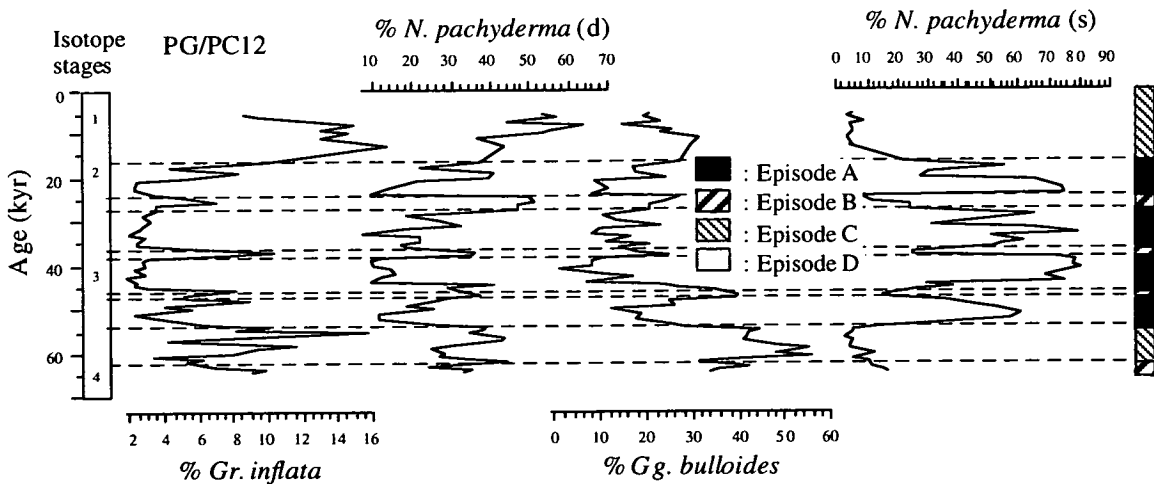 Isotope stages
PG/PC12
% N. pachyderma (d)
10 20 30 40 50 60 70
% N. pachyderma (s)
0 10 20 30 40 50 60 70 80 90
Age (kyr)
0
20
40
60
1
2
3
4
: Episode A
: Episode B
: Episode C
: Episode D
2 4 6 8 10 12 14 16
% Gr. inflata
0 10 20 30 40 50 60
% Gg. bulloides